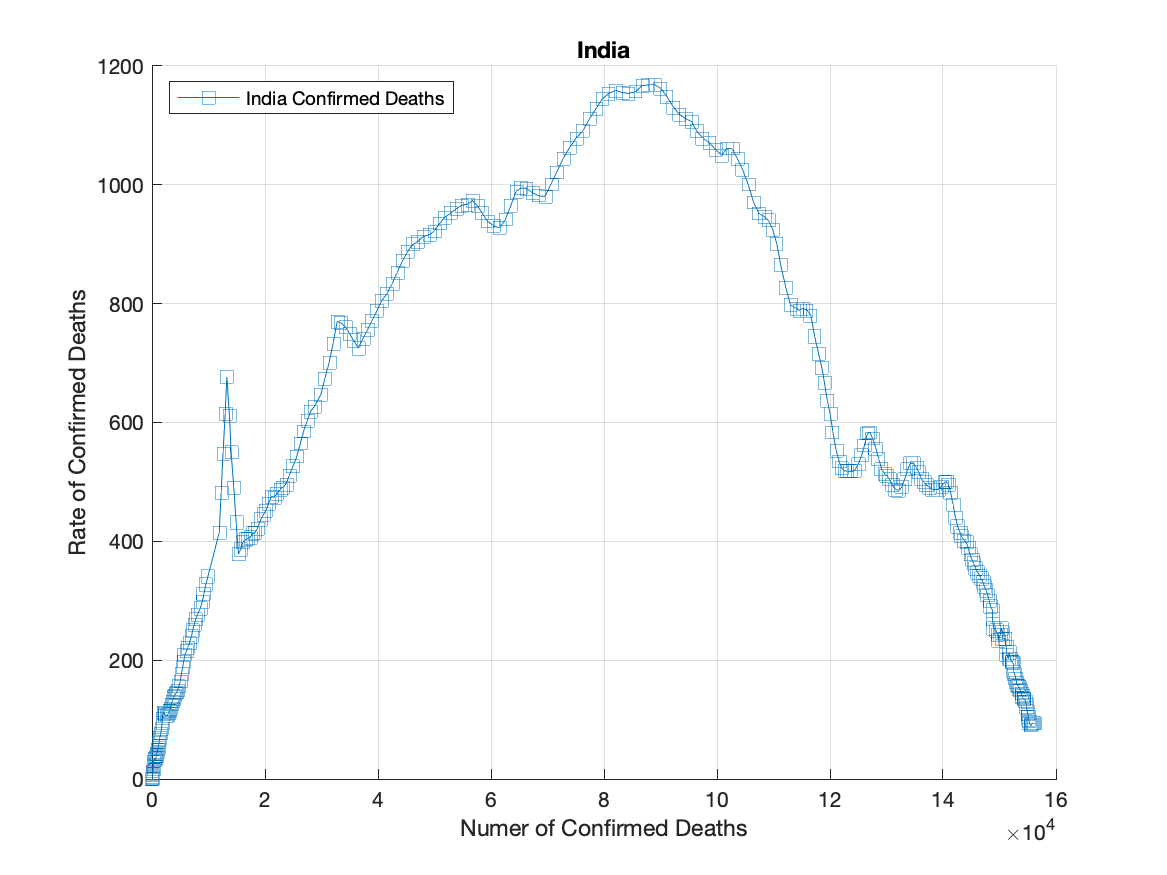 India
India Confirmed Deaths
Rate of Confirmed Deaths
1200
1000
800
600
400
200
0
0 2 4 6 8 10 12 14 16
×10^4
Numer of Confirmed Deaths